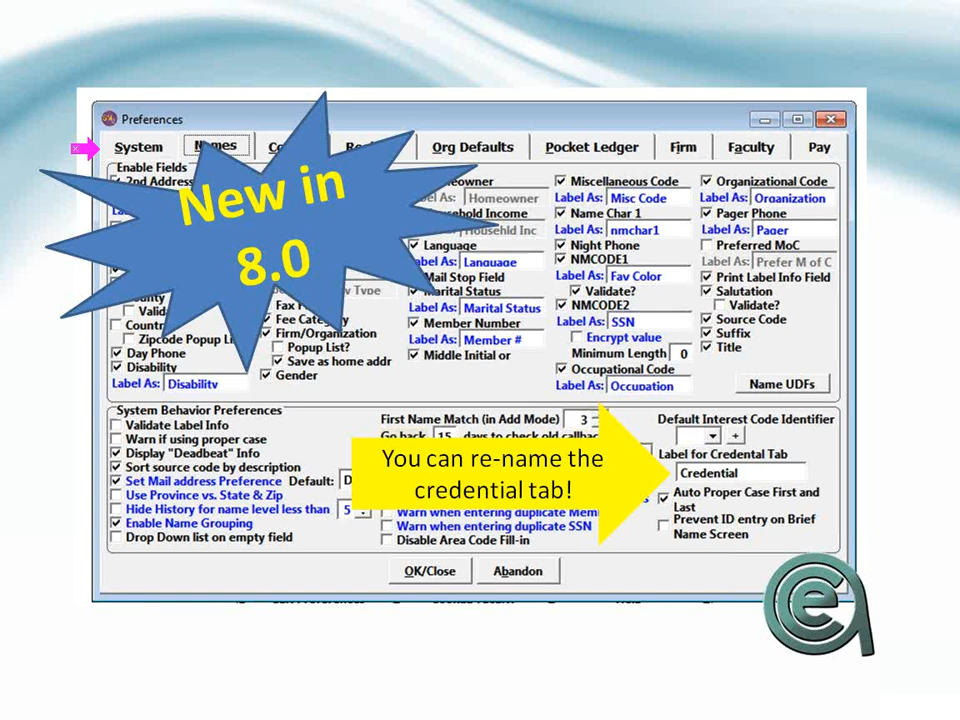 Preferences
System Names Org Defaults Pocket Ledger Firm Faculty Pay
New in
8.0
Enable Fields
2nd Address
Day Phone
Disability
Label As: Disability
Zipcode Popup
Fee Category
Firm/Organization
Popup List?
Save as home addr
Gender
Homeowner
Household Income
Househld Inc
Language
Label As: Language
Mail Stop Field
Marital Status
Label As: Marital Status
Member Number
Label As: Member #
Middle Initial or
Miscellaneous Code
Label As: Misc Code
Name Char 1
Label As: nmchar1
Night Phone
NMCODE1
Label As: Fav Color
Validate?
NMCODE2
Label As: SSN
Encrypt value
Minimum Length 0
Occupational Code
Label As: Occupation
Organizational Code
Label As: Organization
Pager Phone
Label As: Pager
Preferred MoC
Label As: Prefer M of C
Print Label Info Field
Salutation
Validate?
Source Code
Suffix
Title
Name UDFs
System Behavior Preferences
Validate Label Info
Warn if using proper case
Display "Deadbeat" Info
Sort source code by description
Set Mail address Preference Default: D
Use Province vs. State & Zip
Hide History for name level less than 5
Enable Name Grouping
Drop Down list on empty field
First Name Match (in Add Mode) 3
Go back 15 days to check old callbac
You can re-name the
credential tab!
Warn when entering duplicate Mem
Warn when entering duplicate SSN
Disable Area Code Fill-in
Default Interest Code Identifier
+
Label for Credental Tab
Credential
Auto Proper Case First and
Last
Prevent ID entry on Brief
Name Screen
OK/Close Abandon